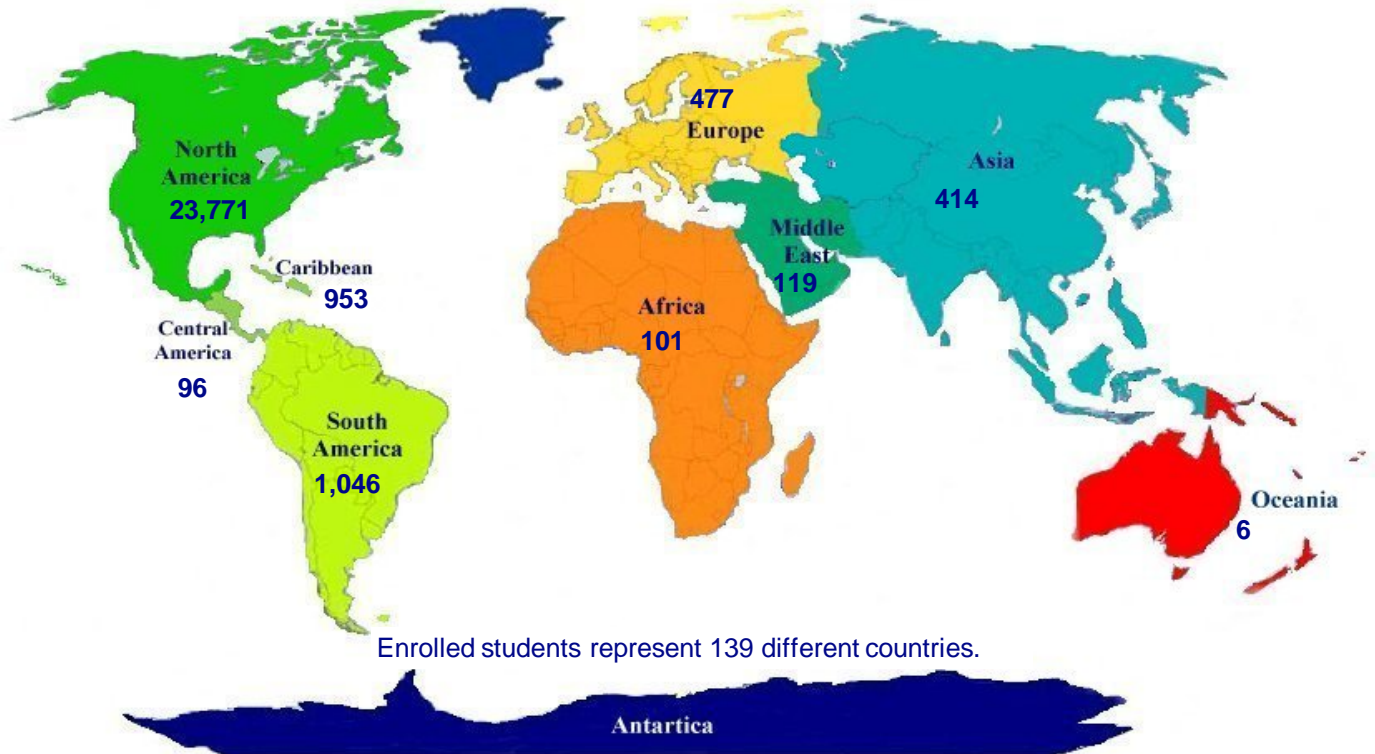 477
Europe
North
America
23,771
Asia
414
Middle
East
119
Caribbean
953
Africa
101
Central
America
96
South
America
1,046
Oceania
6
Enrolled students represent 139 different countries.
Antartica